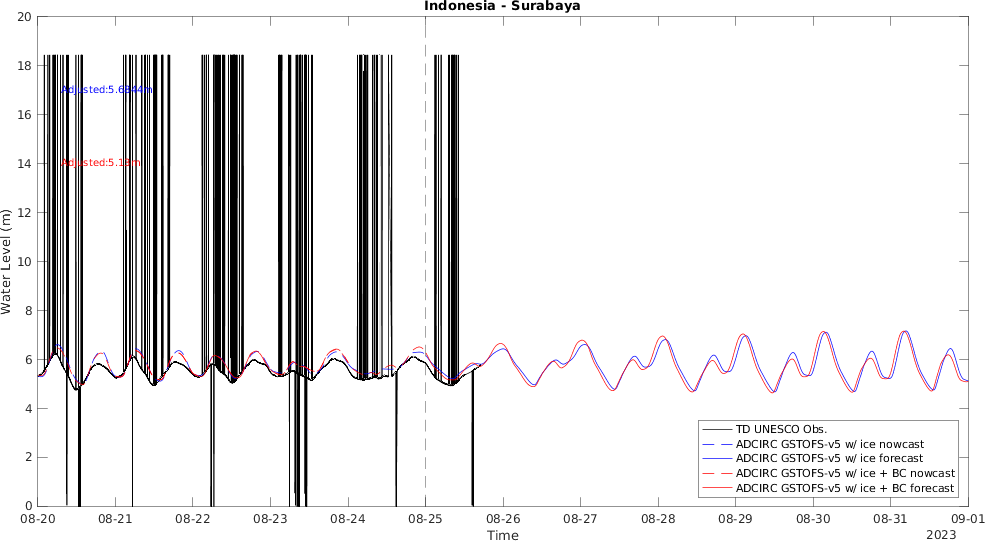 Indonesia - Surabaya
20
18
16
14
12
10
8
6
4
2
0
Water Level (m)
Adjusted:5.6344m
Adjusted:5.13m
TD UNESCO Obs.
ADCIRC GSTOFS-v5 w/ ice nowcast
ADCIRC GSTOFS-v5 w/ ice forecast
ADCIRC GSTOFS-v5 w/ ice + BC nowcast
ADCIRC GSTOFS-v5 w/ ice + BC forecast
08-20 08-21 08-22 08-23 08-24 08-25 08-26 08-27 08-28 08-29 08-30 08-31 09-01
Time
2023